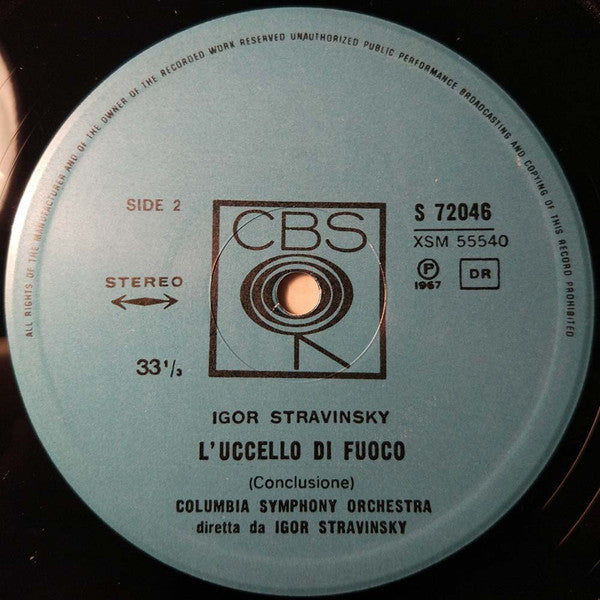 ALL RIGHTS OF THE MANUFACTURER AND OF THE OWNER OF THE RECORDED WORK RESERVED UNAUTHORIZED PUBLIC PERFORMANCE BROADCASTING AND COPYING OF THIS RECORD PROHIBITED
SIDE 2
CBS
S 72046
XSM 55540
STEREO
℗
1967
DR
33 1/3
IGOR STRAVINSKY
L'UCCELLO DI FUOCO
(Conclusione)
COLUMBIA SYMPHONY ORCHESTRA
diretta da IGOR STRAVINSKY